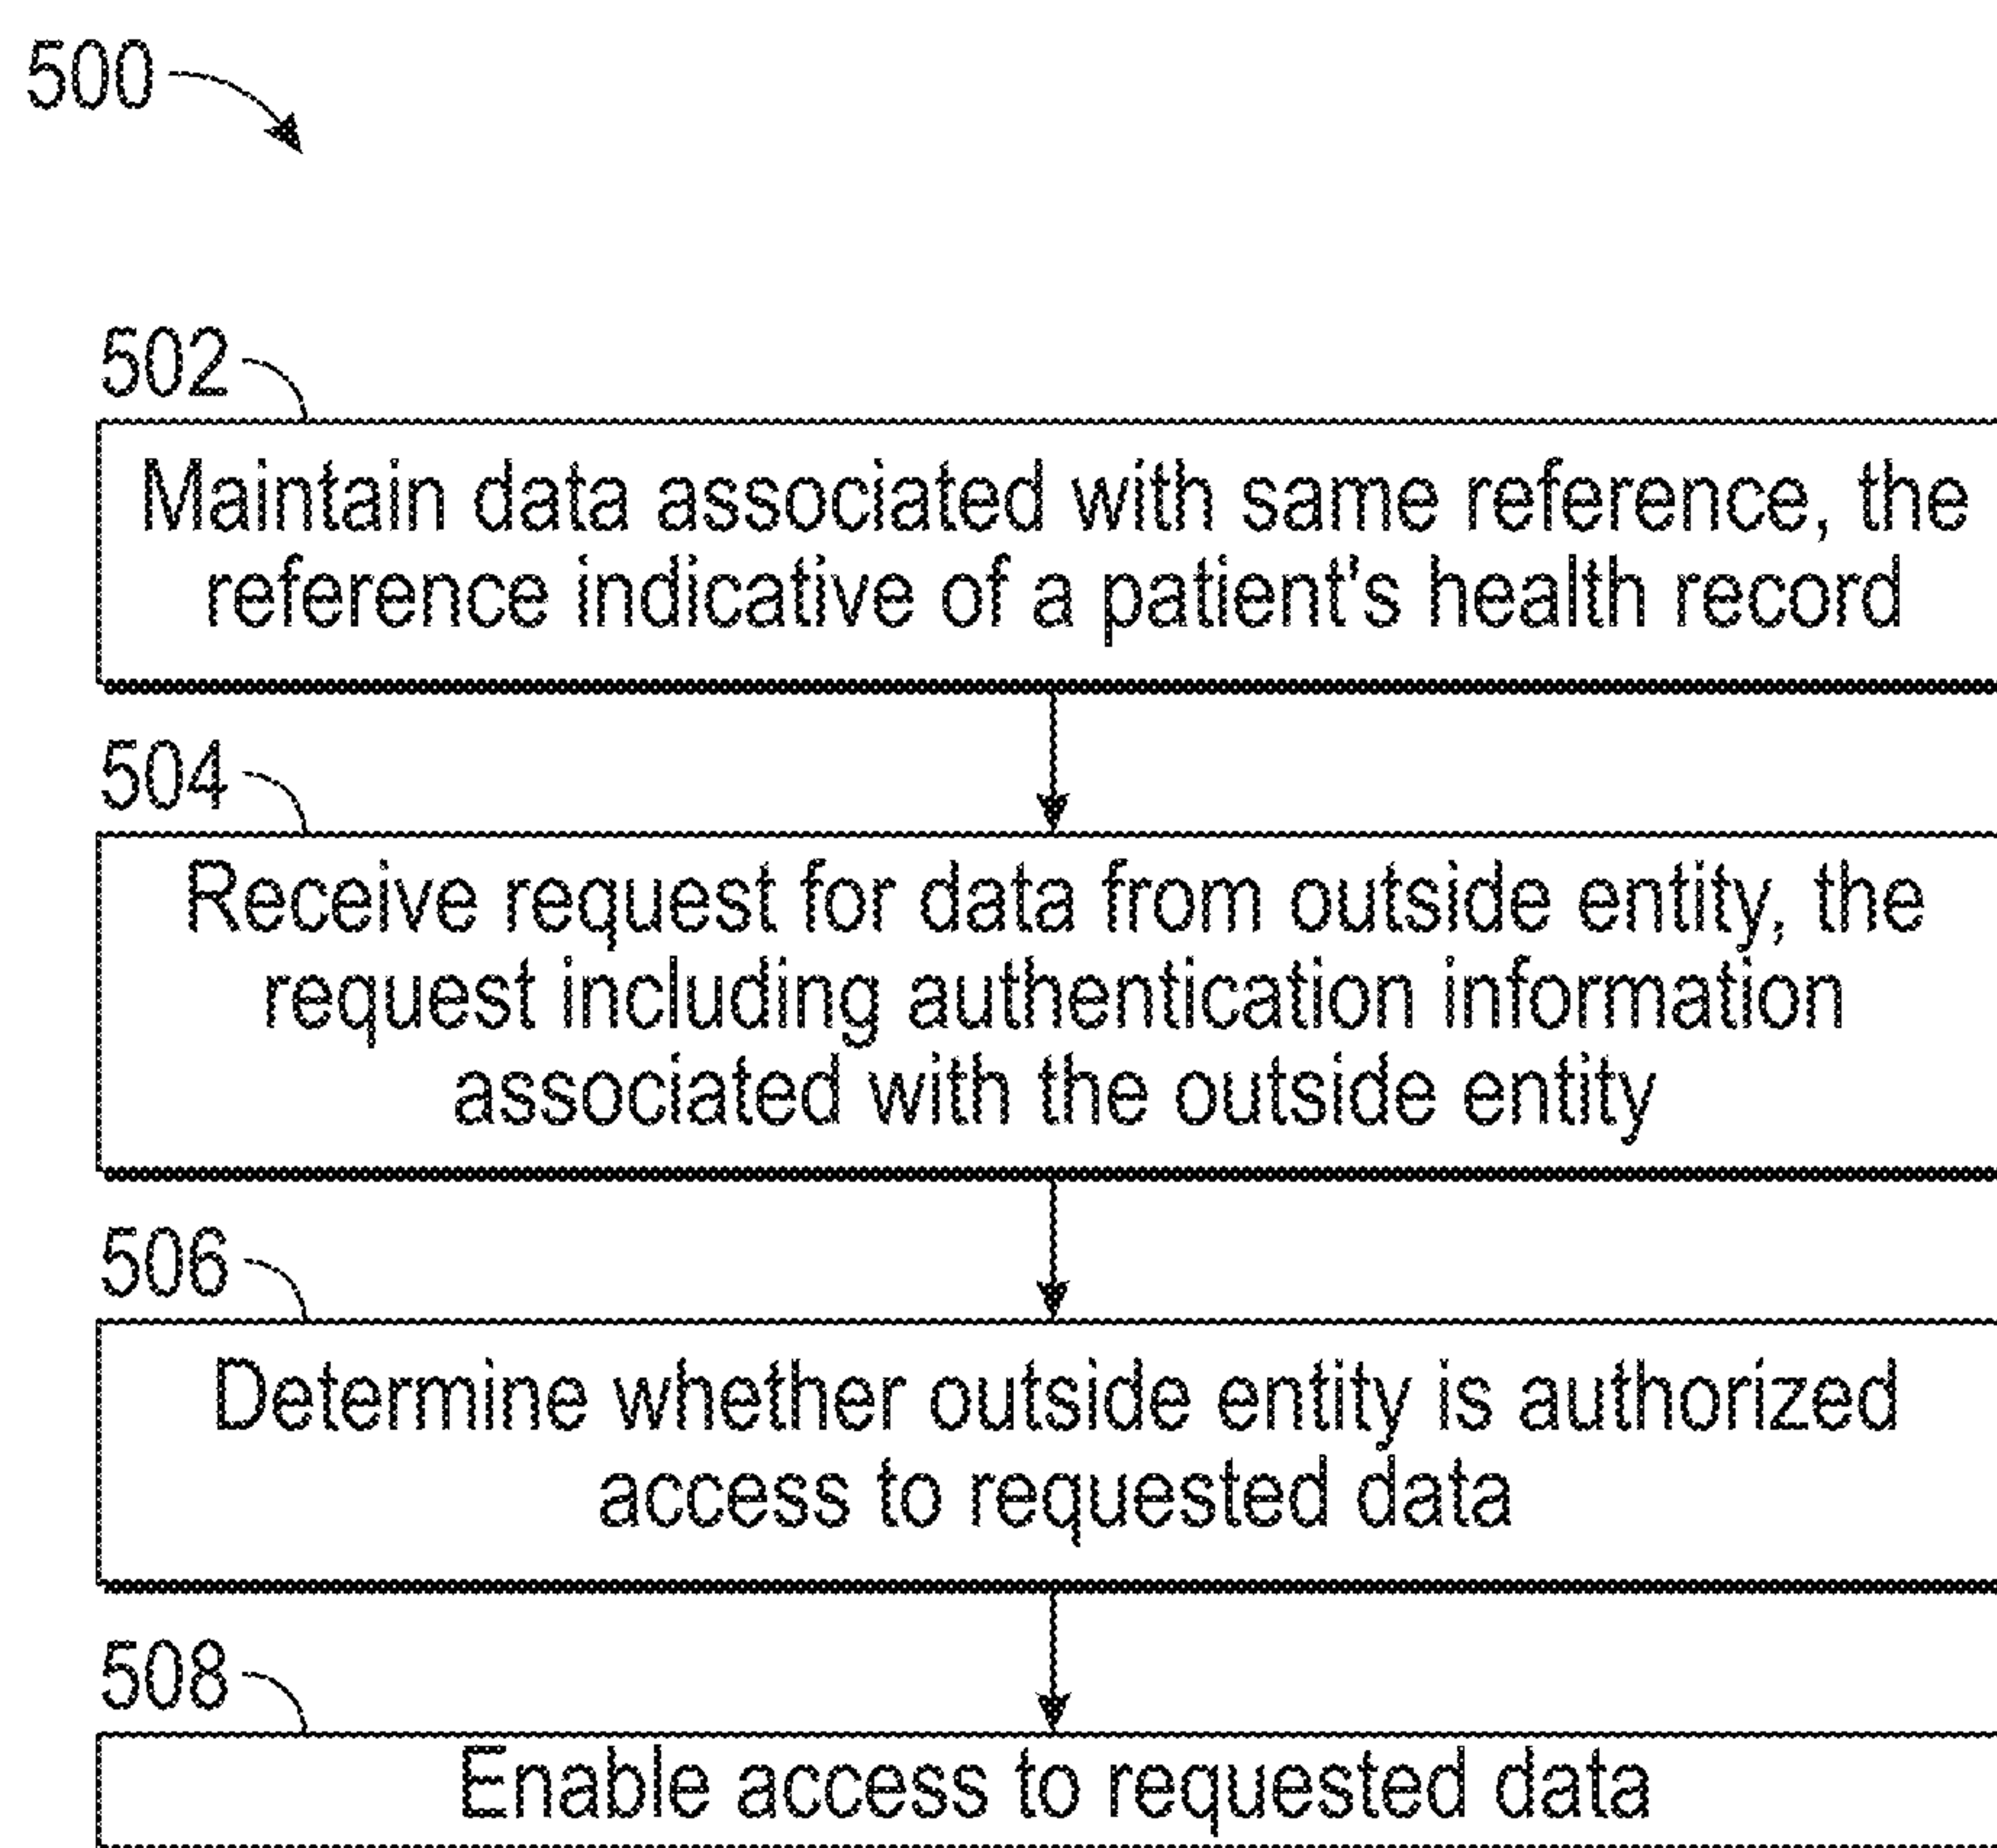 500
502
Maintain data associated with same reference, the
reference indicative of a patient's health record
504
Receive request for data from outside entity, the
request including authentication information
associated with the outside entity
506
Determine whether outside entity is authorized
access to requested data
508
Enable access to requested data